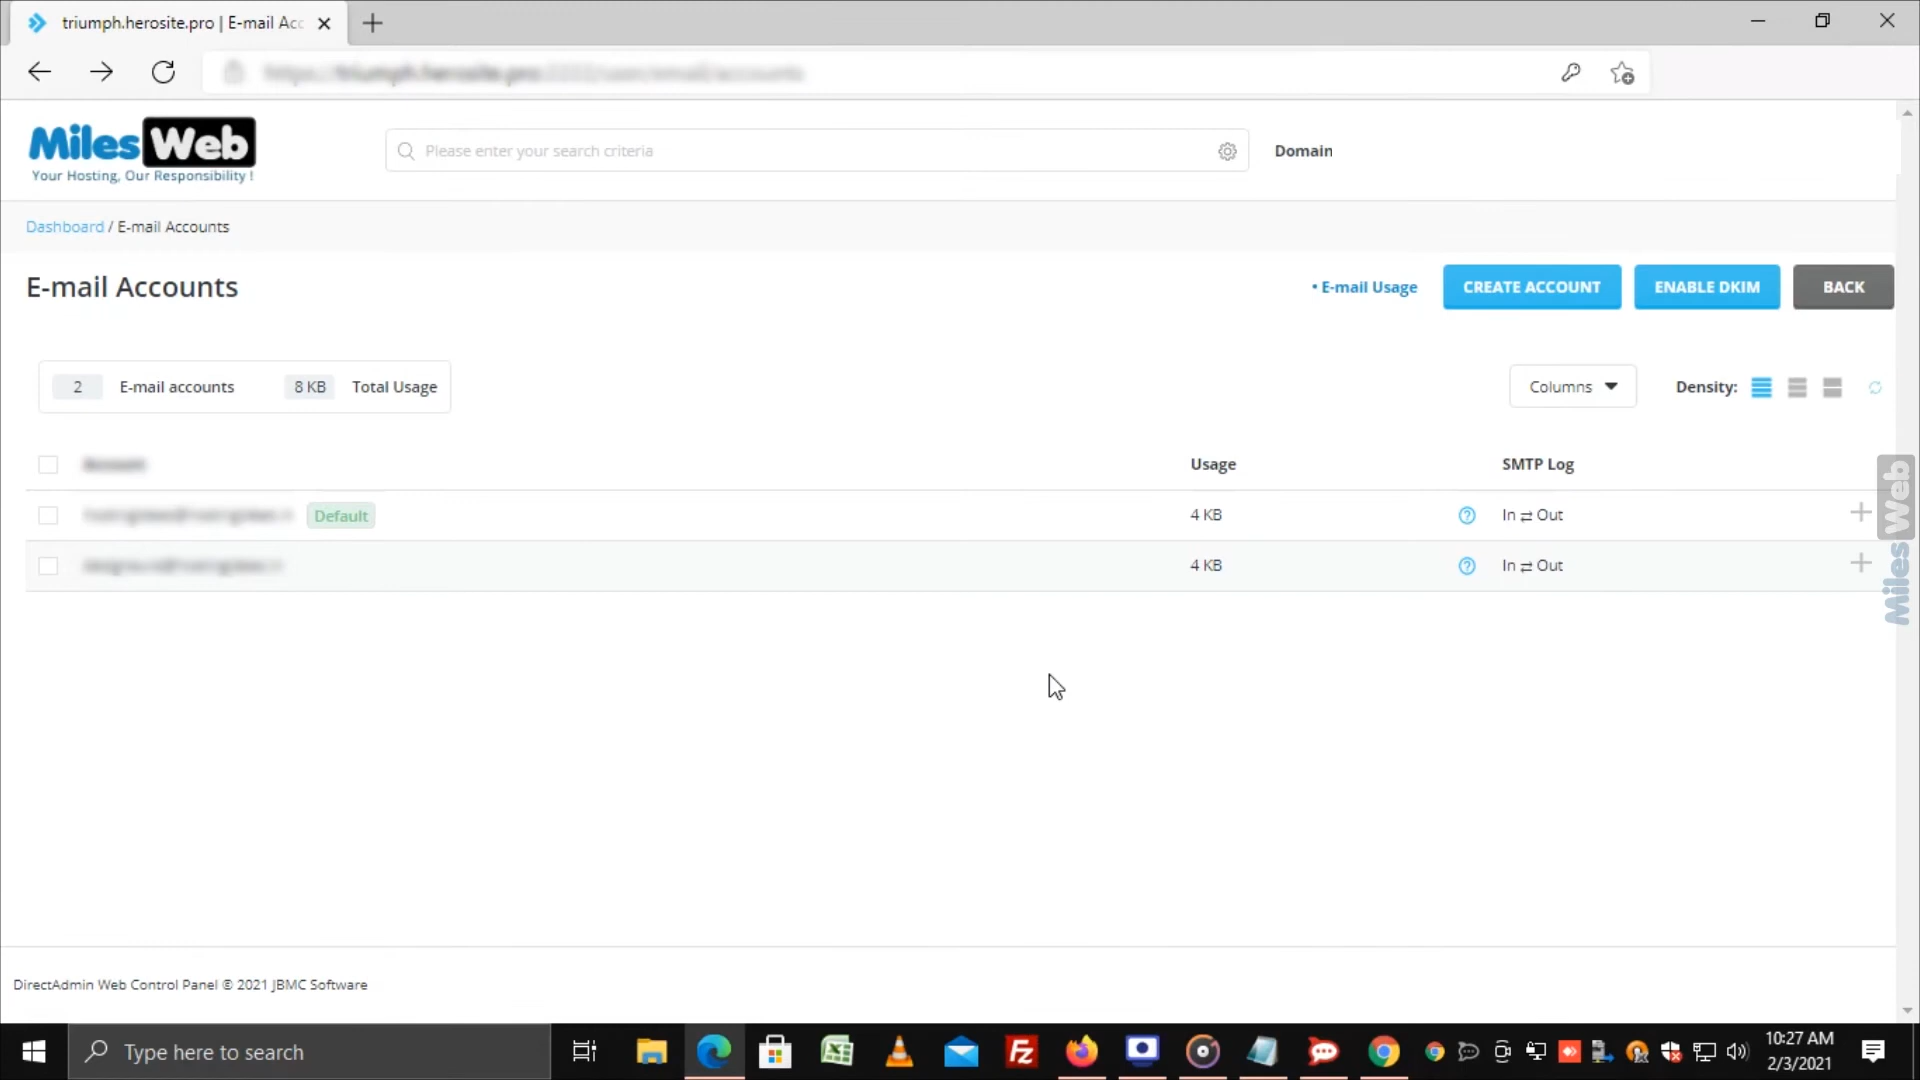 triumph.herosite.pro | E-mail Acc
MilesWeb
Your Hosting, Our Responsibility !
Please enter your search criteria
Domain
Dashboard / E-mail Accounts
E-mail Accounts
• E-mail Usage
CREATE ACCOUNT
ENABLE DKIM
BACK
2 E-mail accounts 8 KB Total Usage
Columns
Density:
Account Usage SMTP Log
Default 4 KB In ⇄ Out
4 KB In ⇄ Out
MilesWeb
DirectAdmin Web Control Panel © 2021 JBMC Software
Type here to search
10:27 AM
2/3/2021